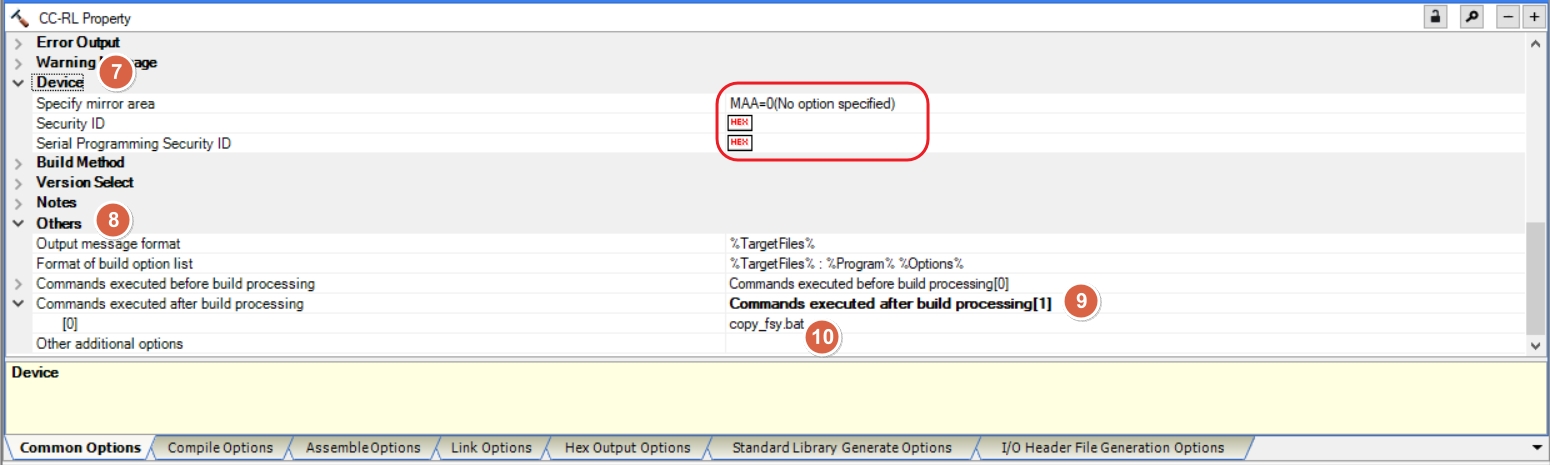 CC-RL Property
Error Output
Warning age
7
Device
Specify mirror area MAA=0(No option specified)
Security ID HEX
Serial Programming Security ID HEX
Build Method
Version Select
Notes
Others 8
Output message format %TargetFiles%
Format of build option list %TargetFiles% : %Program% %Options%
Commands executed before build processing Commands executed before build processing[0]
Commands executed after build processing Commands executed after build processing[1] 9
[0] copy_fsy.bat 10
Other additional options
Device
Common Options Compile Options Assemble Options Link Options Hex Output Options Standard Library Generate Options I/O Header File Generation Options